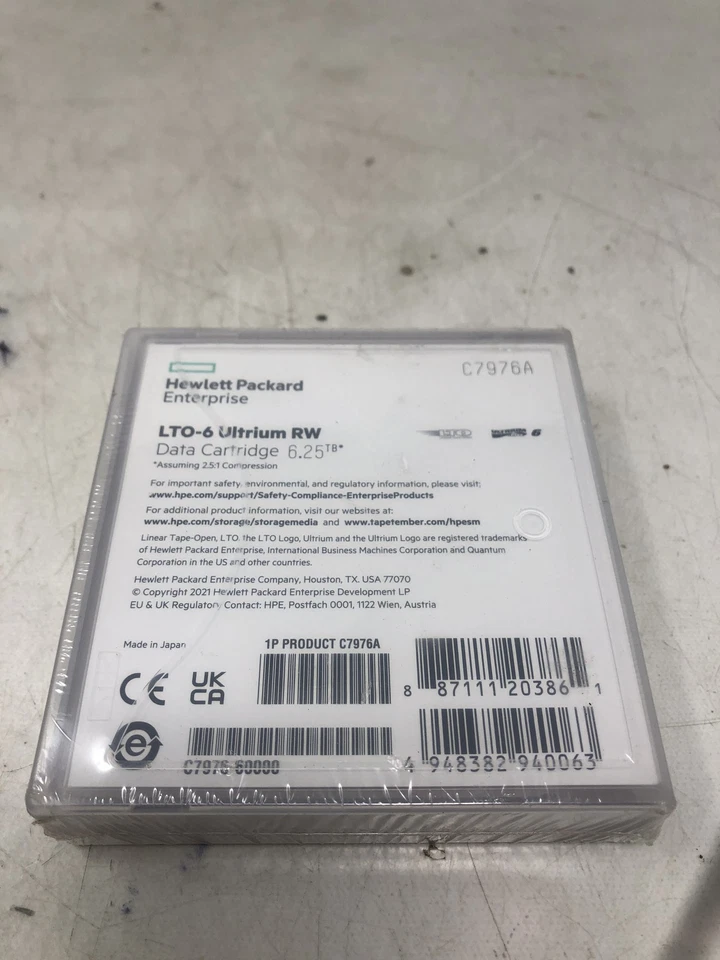 C7976A
Hewlett Packard
Enterprise
LTO-6 Ultrium RW
Data Cartridge 6.25TB*
*Assuming 2.5:1 Compression
For important safety, environmental, and regulatory information, please visit;
www.hpe.com/support/Safety-Compliance-EnterpriseProducts
For additional product information, visit our websites at:
www.hpe.com/storage/storagemedia and www.tapetember.com/hpesm
Linear Tape-Open, LTO, the LTO Logo, Ultrium and the Ultrium Logo are registered trademarks
of Hewlett Packard Enterprise, International Business Machines Corporation and Quantum
Corporation in the US and other countries.
Hewlett Packard Enterprise Company, Houston, TX. USA 77070
© Copyright 2021 Hewlett Packard Enterprise Development LP
EU & UK Regulatory Contact: HPE, Postfach 0001, 1122 Wien, Austria
Made in Japan
1P PRODUCT C7976A
CE UK
CA
8 87111 20386 1
C7976-60000
4 948382 940063